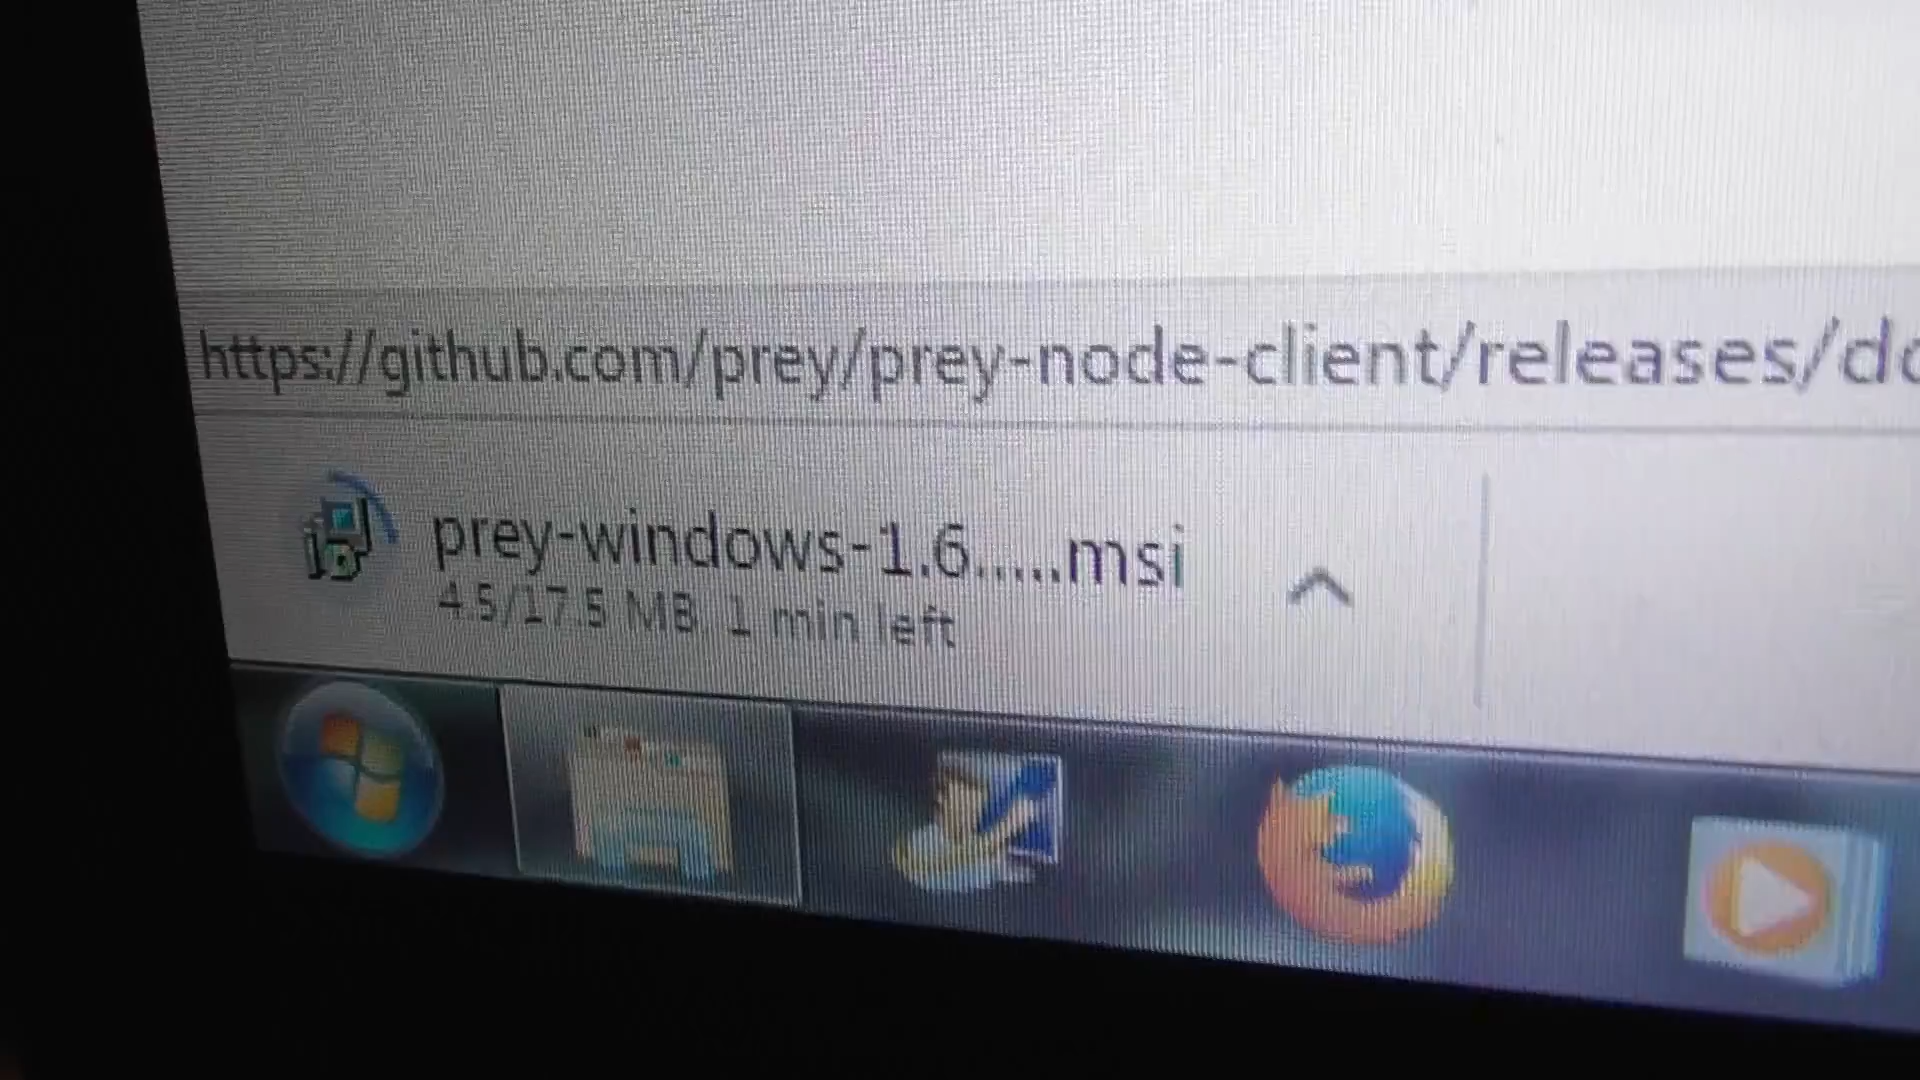 https://github.com/prey/prey-node-client/releases/do
prey-windows-1.6.....msi
4.5/17.5 MB, 1 min left